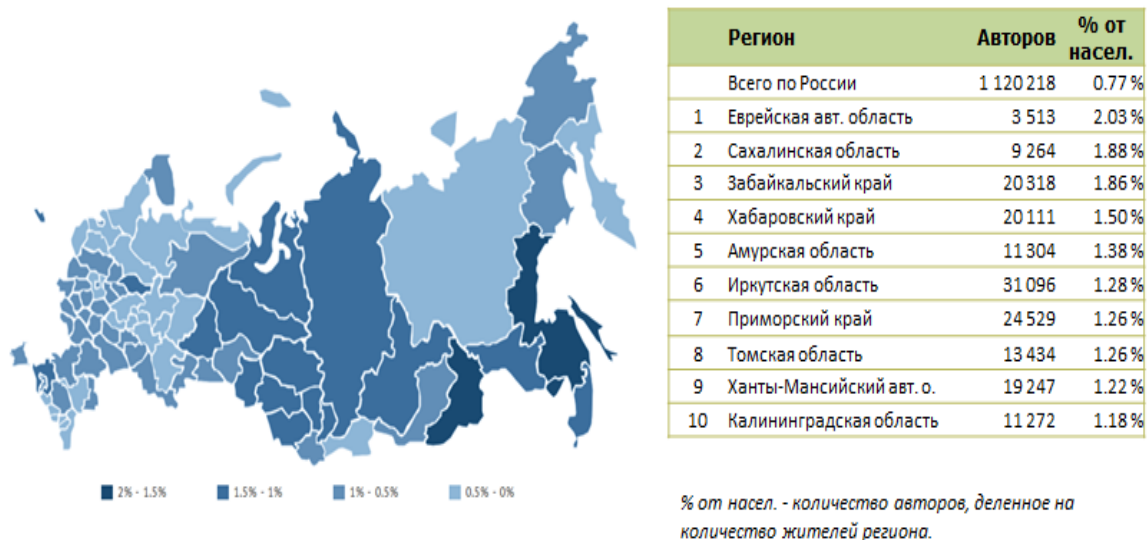 Регион Авторов % от насел.
Всего по России 1 120 218 0.77 %
1 Еврейская авт. область 3 513 2.03 %
2 Сахалинская область 9 264 1.88 %
3 Забайкальский край 20 318 1.86 %
4 Хабаровский край 20 111 1.50 %
5 Амурская область 11 304 1.38 %
6 Иркутская область 31 096 1.28 %
7 Приморский край 24 529 1.26 %
8 Томская область 13 434 1.26 %
9 Ханты-Мансийский авт. о. 19 247 1.22 %
10 Калининградская область 11 272 1.18 %
2% - 1.5% 1.5% - 1% 1% - 0.5% 0.5% - 0%
% от насел. - количество авторов, деленное на
количество жителей региона.